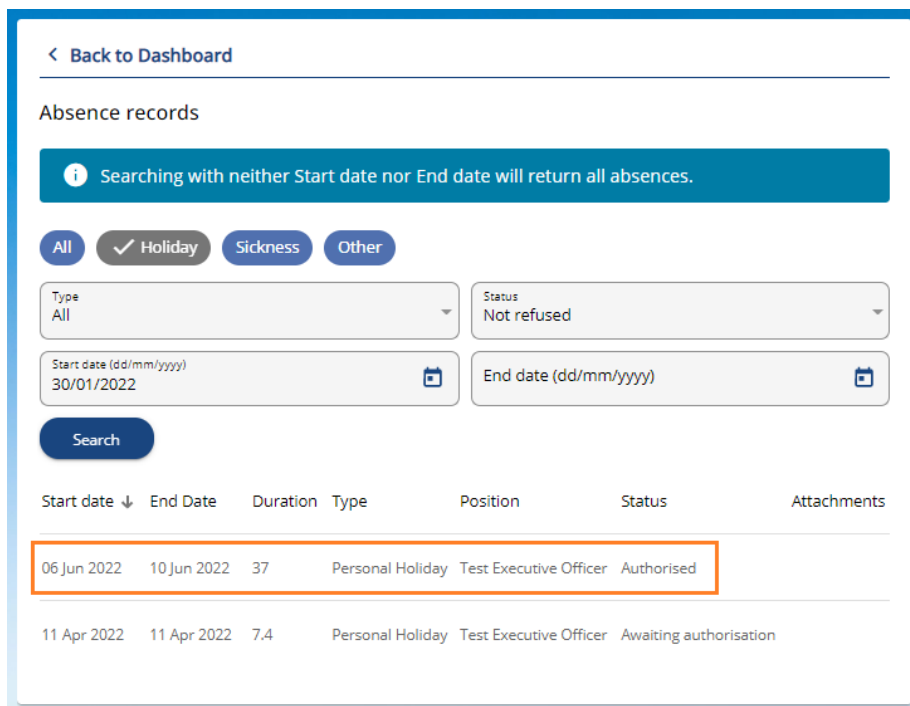 Back to Dashboard
Absence records
Searching with neither Start date nor End date will return all absences.
All Holiday Sickness Other
Type
All
Status
Not refused
Start date (dd/mm/yyyy)
30/01/2022
End date (dd/mm/yyyy)
Search
Start date End Date Duration Type Position Status Attachments
06 Jun 2022 10 Jun 2022 37 Personal Holiday Test Executive Officer Authorised
11 Apr 2022 11 Apr 2022 7.4 Personal Holiday Test Executive Officer Awaiting authorisation